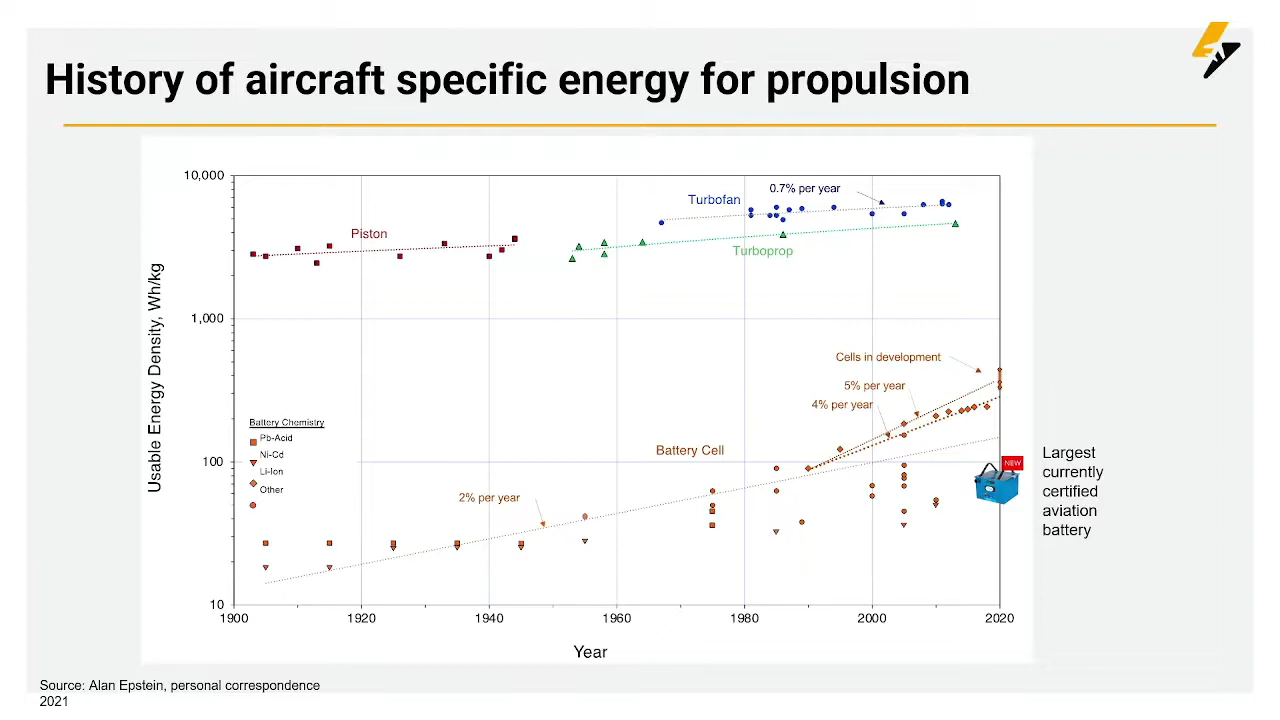 History of aircraft specific energy for propulsion
10,000
1,000
100
10
Usable Energy Density, Wh/kg
Piston
Turbofan
0.7% per year
Turboprop
Cells in development
5% per year
4% per year
Battery Cell
2% per year
Battery Chemistry
Pb-Acid
Ni-Cd
Li-Ion
Other
NEW
Largest
currently
certified
aviation
battery
1900
1920
1940
1960
1980
2000
2020
Year
Source: Alan Epstein, personal correspondence
2021